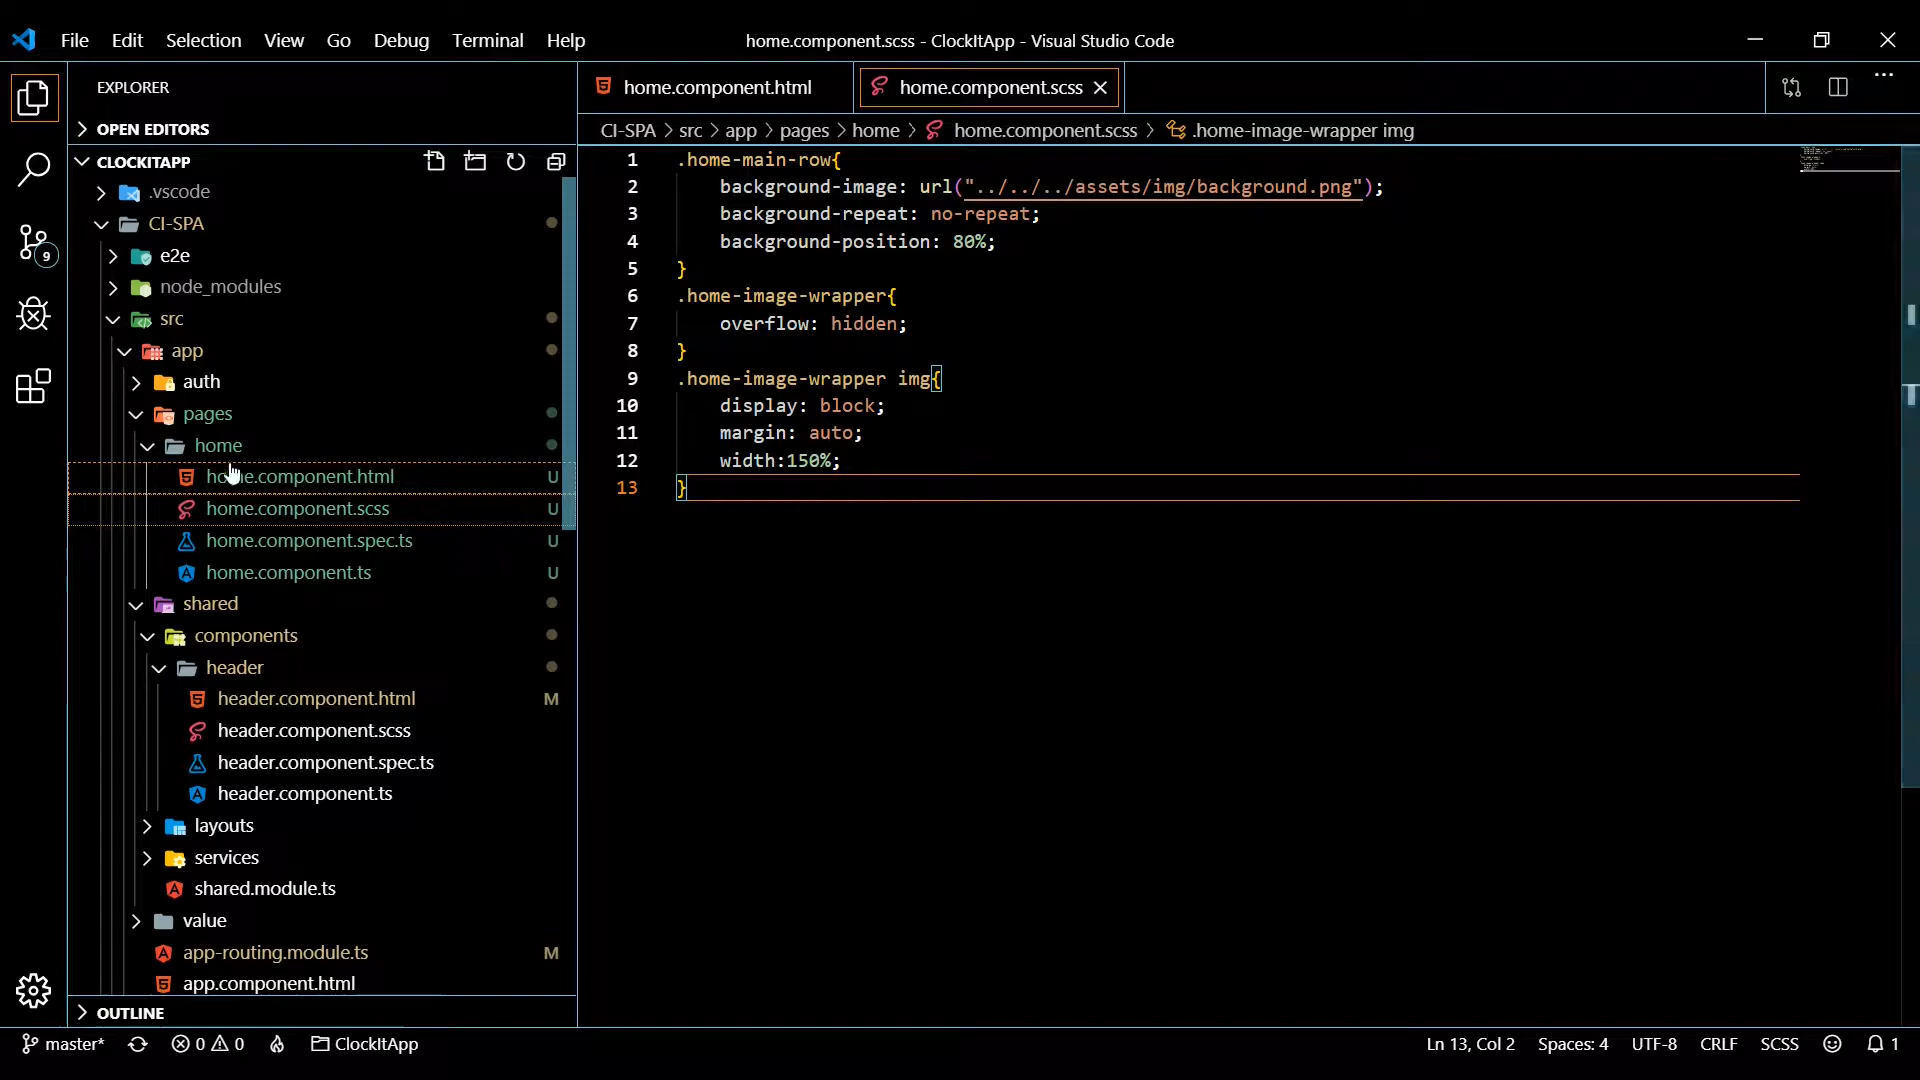 File Edit Selection View Go Debug Terminal Help
home.component.scss - ClockItApp - Visual Studio Code
EXPLORER
OPEN EDITORS
CLOCKITAPP
.vscode
CI-SPA
e2e
node_modules
src
app
auth
pages
home
home.component.html U
home.component.scss U
home.component.spec.ts U
home.component.ts U
shared
components
header
header.component.html M
header.component.scss
header.component.spec.ts
header.component.ts
layouts
services
shared.module.ts
value
app-routing.module.ts M
app.component.html
OUTLINE
9
home.component.html
home.component.scss
CI-SPA > src > app > pages > home > home.component.scss > .home-image-wrapper img
1 .home-main-row{
2 background-image: url("../../../assets/img/background.png");
3 background-repeat: no-repeat;
4 background-position: 80%;
5 }
6 .home-image-wrapper{
7 overflow: hidden;
8 }
9 .home-image-wrapper img{
10 display: block;
11 margin: auto;
12 width:150%;
13 }
master* 0 0 ClockItApp
Ln 13, Col 2 Spaces: 4 UTF-8 CRLF SCSS 1